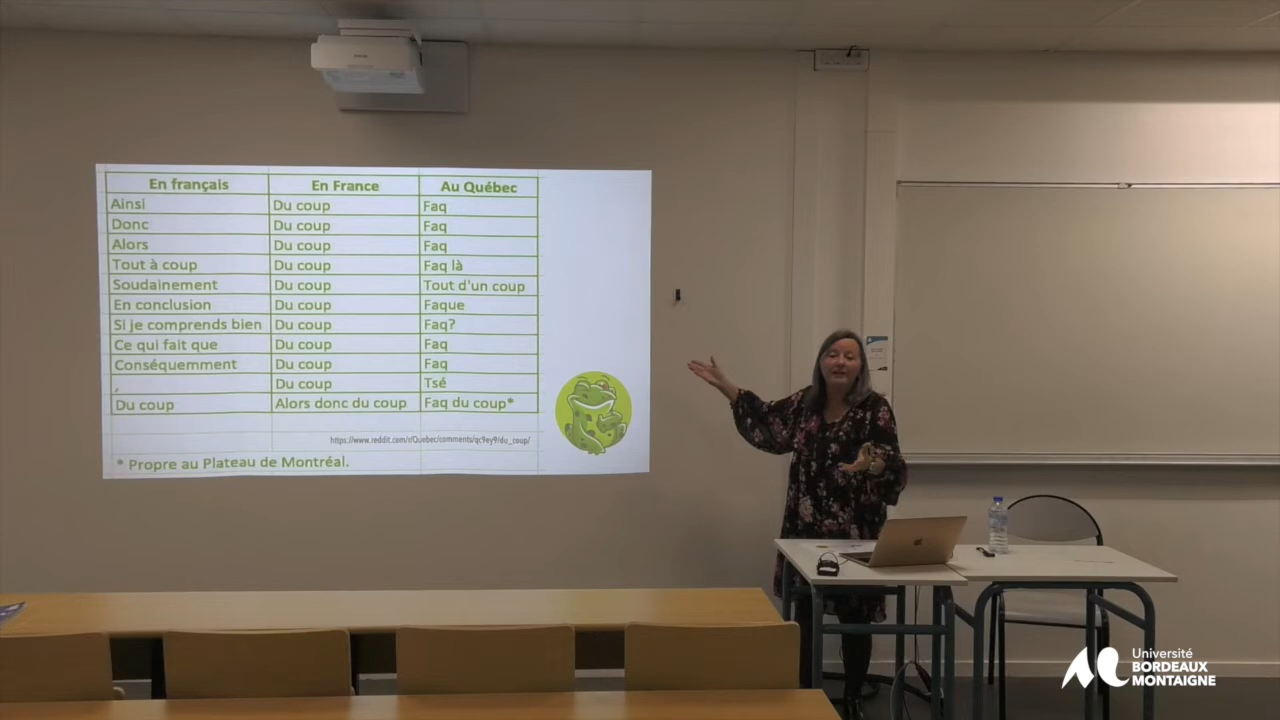 En français En France Au Québec
Ainsi Du coup Faq
Donc Du coup Faq
Alors Du coup Faq
Tout à coup Du coup Faq là
Soudainement Du coup Tout d'un coup
En conclusion Du coup Faque
Si je comprends bien Du coup Faq?
Ce qui fait que Du coup Faq
Conséquemment Du coup Faq
, Du coup Tsé
Du coup Alors donc du coup Faq du coup*
https://www.reddit.com/r/Quebec/comments/qc9ey9/du_coup/
* Propre au Plateau de Montréal.
Université
BORDEAUX
MONTAIGNE